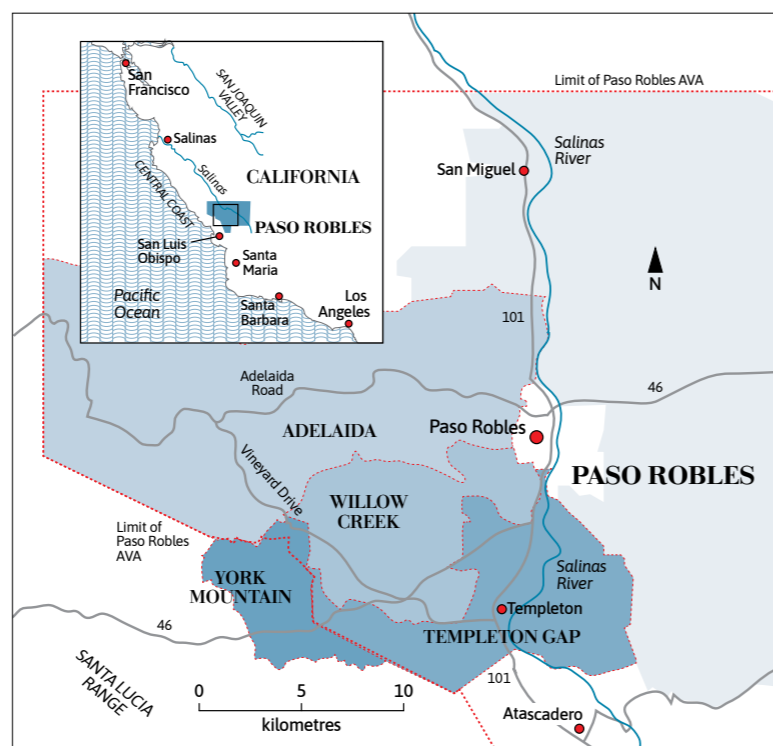 San
Francisco
SAN JOAQUIN
VALLEY
Salinas
Salinas
CALIFORNIA
CENTRAL COAST
PASO ROBLES
San Luis
Obispo
Santa
Maria
Pacific
Ocean
Santa
Barbara
Los
Angeles
Limit of Paso Robles AVA
Salinas
River
San Miguel
N
101
46
Adelaida
Road
ADELAIDA
Paso Robles
PASO ROBLES
Vineyard Drive
WILLOW
CREEK
Limit of
Paso Robles
AVA
YORK
MOUNTAIN
Salinas
River
Templeton
TEMPLETON GAP
46
SANTA LUCIA
RANGE
101
Atascadero
0 5 10
kilometres